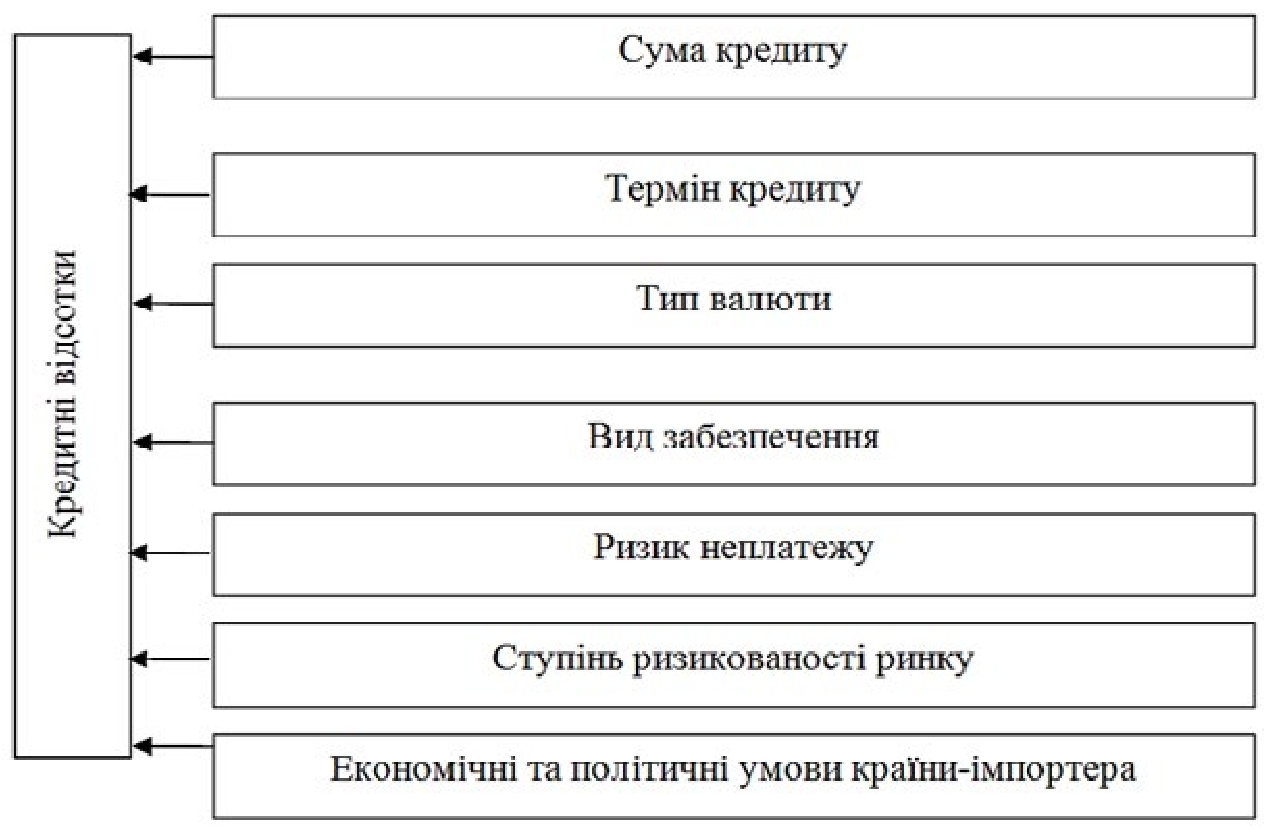 Кредитні відсотки
Сума кредиту
Термін кредиту
Тип валюти
Вид забезпечення
Ризик неплатежу
Ступінь ризикованості ринку
Економічні та політичні умови країни-імпортера